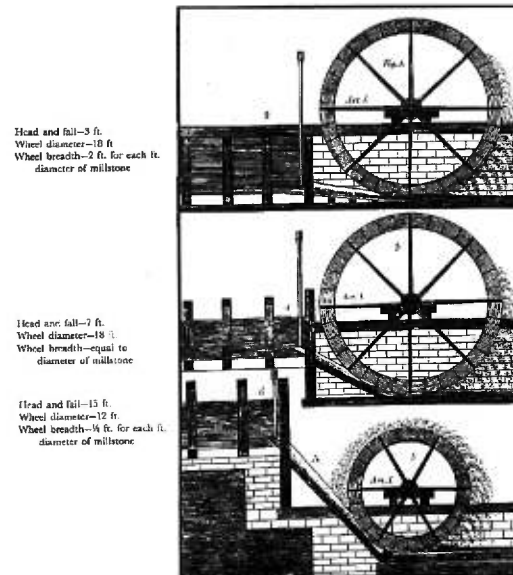 Head and fall—3 ft.
Wheel diameter—18 ft
Wheel breadth—2 ft. for each ft.
diameter of millstone
Head and fall—7 ft.
Wheel diameter—18 ft.
Wheel breadth—equal to
diameter of millstone
Head and fall—15 ft.
Wheel diameter—12 ft.
Wheel breadth—½ ft. for each ft.
diameter of millstone